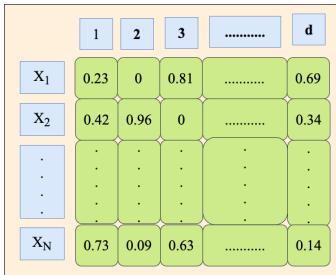 1 2 3 ........... d
X1 0.23 0 0.81 ........... 0.69
X2 0.42 0.96 0 ........... 0.34
. . . . . .
. . . . . .
. . . . . .
. . . . . .
. . . . .
XN 0.73 0.09 0.63 ........... 0.14